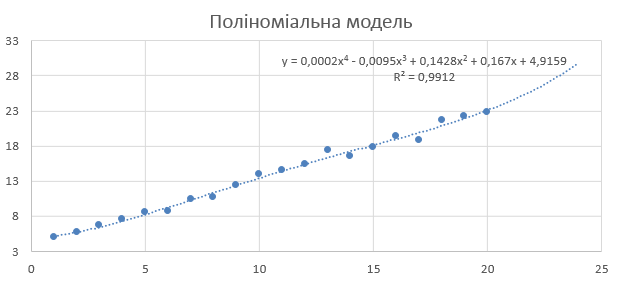 Поліноміальна модель
y = 0,0002x⁴ - 0,0095x³ + 0,1428x² + 0,167x + 4,9159
R² = 0,9912
33
28
23
18
13
8
3
0 5 10 15 20 25